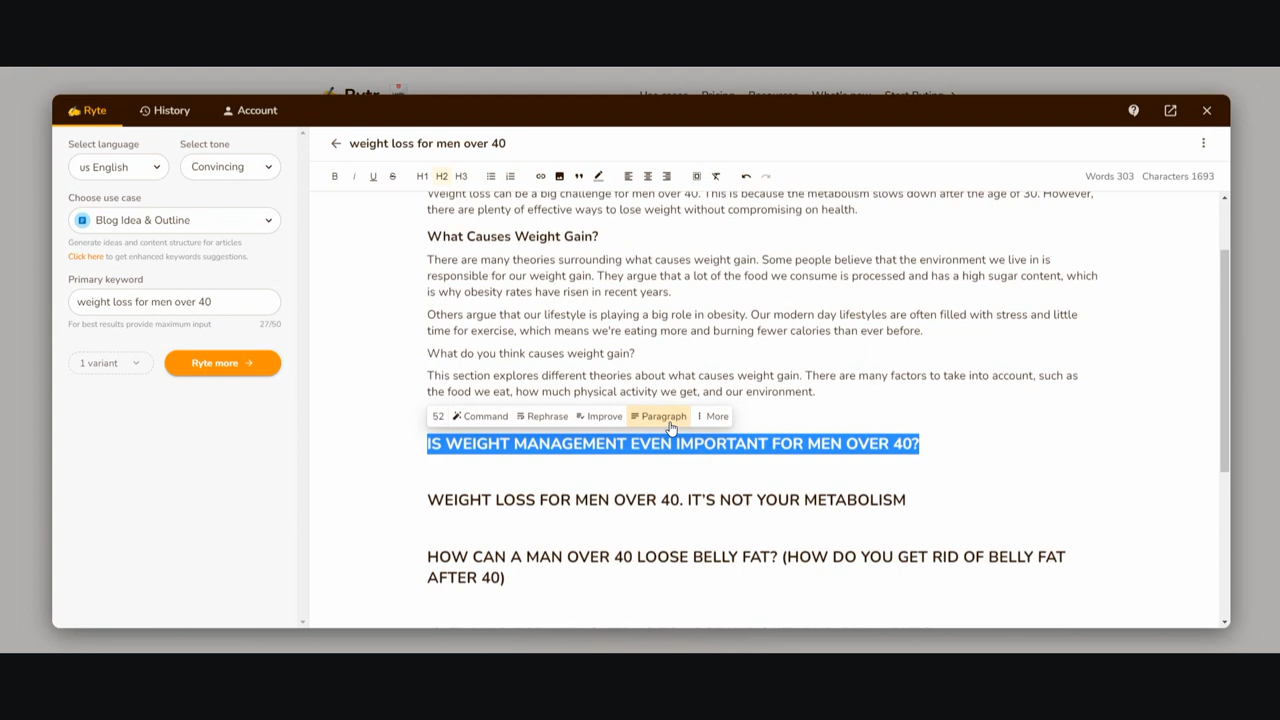 Ryte History Account
Select language Select tone
us English Convincing
Choose use case
Blog Idea & Outline
Generate ideas and content structure for articles
Click here to get enhanced keywords suggestions.
Primary keyword
weight loss for men over 40
For best results provide maximum input 27/50
1 variant Ryte more
weight loss for men over 40
B I U S H1 H2 H3 Words 303 Characters 1693
Weight loss can be a big challenge for men over 40. This is because the metabolism slows down after the age of 30. However,
there are plenty of effective ways to lose weight without compromising on health.
What Causes Weight Gain?
There are many theories surrounding what causes weight gain. Some people believe that the environment we live in is
responsible for our weight gain. They argue that a lot of the food we consume is processed and has a high sugar content, which
is why obesity rates have risen in recent years.
Others argue that our lifestyle is playing a big role in obesity. Our modern day lifestyles are often filled with stress and little
time for exercise, which means we're eating more and burning fewer calories than ever before.
What do you think causes weight gain?
This section explores different theories about what causes weight gain. There are many factors to take into account, such as
the food we eat, how much physical activity we get, and our environment.
52 Command Rephrase Improve Paragraph More
IS WEIGHT MANAGEMENT EVEN IMPORTANT FOR MEN OVER 40?
WEIGHT LOSS FOR MEN OVER 40. IT'S NOT YOUR METABOLISM
HOW CAN A MAN OVER 40 LOOSE BELLY FAT? (HOW DO YOU GET RID OF BELLY FAT
AFTER 40)